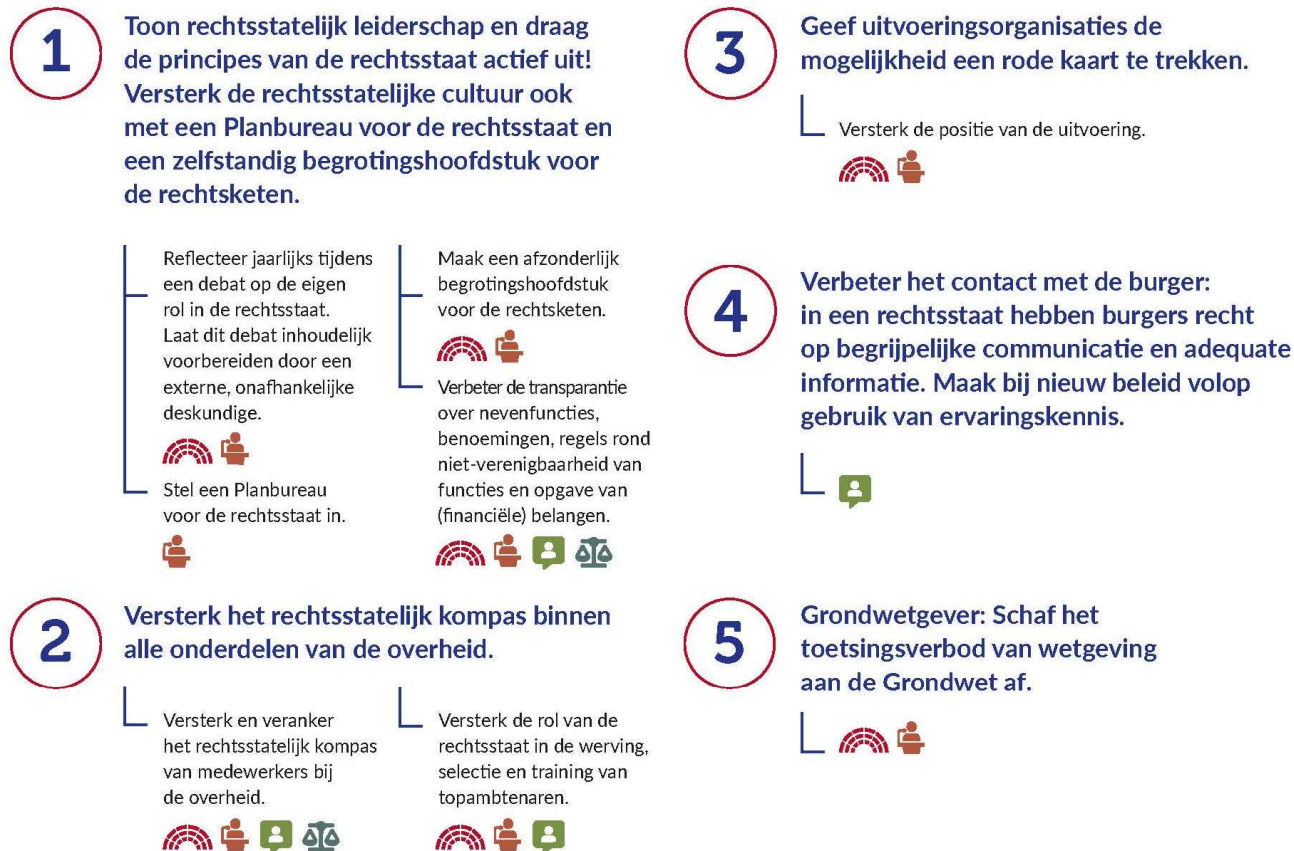 1
Toon rechtsstatelijk leiderschap en draag
de principes van de rechtsstaat actief uit!
Versterk de rechtsstatelijke cultuur ook
met een Planbureau voor de rechtsstaat en
een zelfstandig begrotingshoofdstuk voor
de rechtsketen.
Reflecteer jaarlijks tijdens
een debat op de eigen
rol in de rechtsstaat.
Laat dit debat inhoudelijk
voorbereiden door een
externe, onafhankelijke
deskundige.
Stel een Planbureau
voor de rechtsstaat in.
Maak een afzonderlijk
begrotingshoofdstuk
voor de rechtsketen.
Verbeter de transparantie
over nevenfuncties,
benoemingen, regels rond
niet-verenigbaarheid van
functies en opgave van
(financiële) belangen.
2
Versterk het rechtsstatelijk kompas binnen
alle onderdelen van de overheid.
Versterk en veranker
het rechtsstatelijk kompas
van medewerkers bij
de overheid.
Versterk de rol van de
rechtsstaat in de werving,
selectie en training van
topambtenaren.
3
Geef uitvoeringsorganisaties de
mogelijkheid een rode kaart te trekken.
Versterk de positie van de uitvoering.
4
Verbeter het contact met de burger:
in een rechtsstaat hebben burgers recht
op begrijpelijke communicatie en adequate
informatie. Maak bij nieuw beleid volop
gebruik van ervaringskennis.
5
Grondwetgever: Schaf het
toetsingsverbod van wetgeving
aan de Grondwet af.